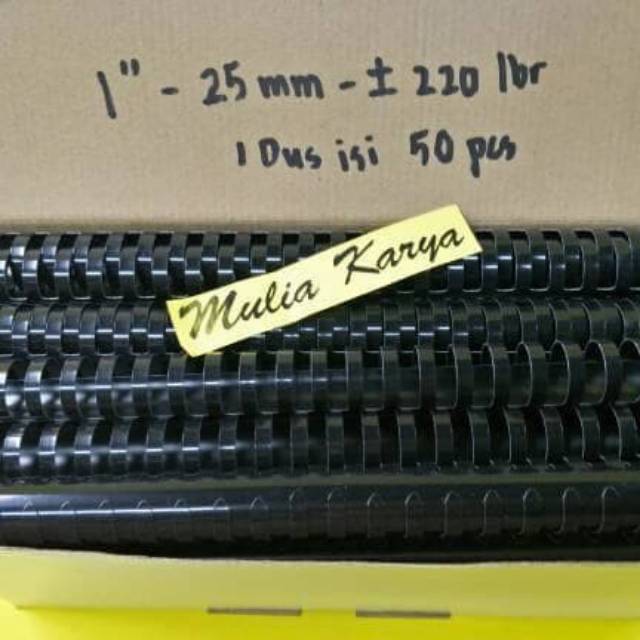 1" - 25 mm - ± 220 lbr
1 Dus isi 50 pcs
Mulia Karya